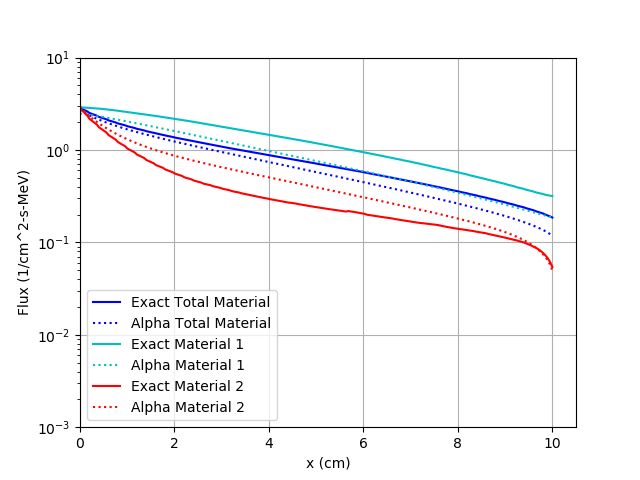 10^1
10^0
10^−1
10^−2
10^−3
Flux (1/cm^2-s-MeV)
Exact Total Material
Alpha Total Material
Exact Material 1
Alpha Material 1
Exact Material 2
Alpha Material 2
0 2 4 6 8 10
x (cm)